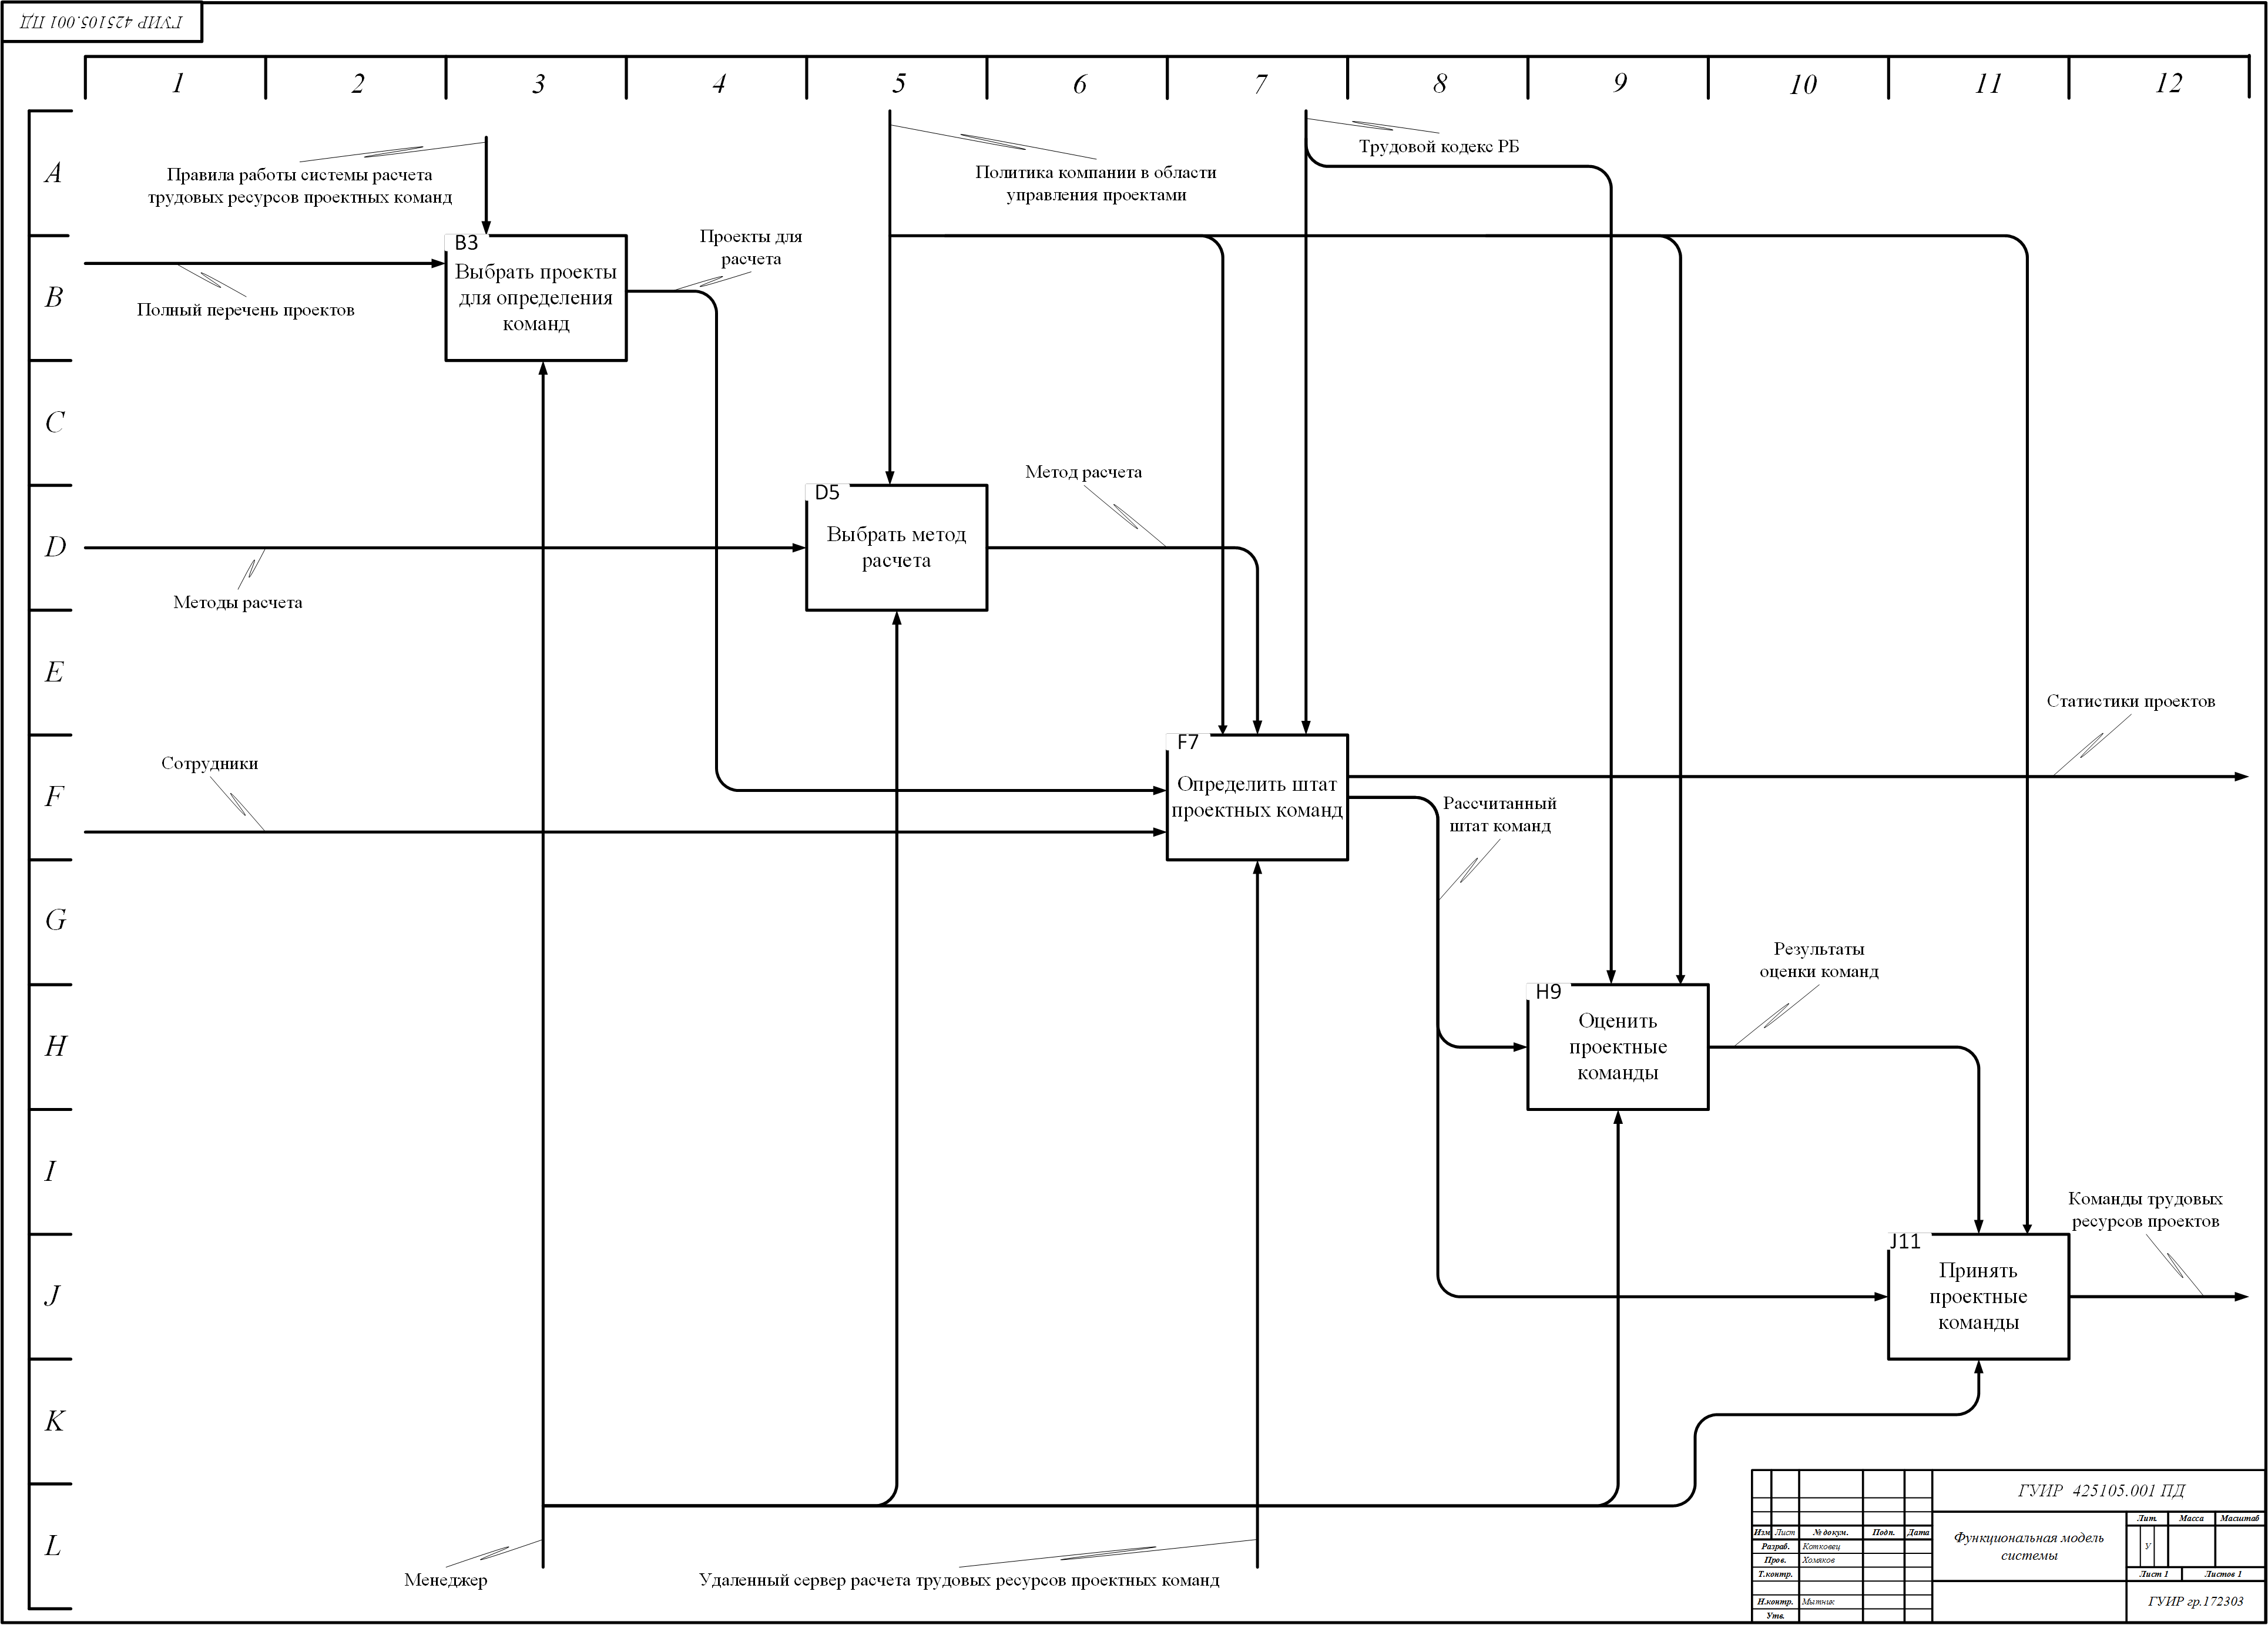 ГУИР 425105.001 ПД
1 2 3 4 5 6 7 8 9 10 11 12
A
B
C
D
E
F
G
H
I
J
K
L
Правила работы системы расчета
трудовых ресурсов проектных команд
Политика компании в области
управления проектами
Трудовой кодекс РБ
Полный перечень проектов
B3
Выбрать проекты
для определения
команд
Проекты для
расчета
Методы расчета
D5
Выбрать метод
расчета
Метод расчета
Сотрудники
F7
Определить штат
проектных команд
Статистики проектов
Рассчитанный
штат команд
H9
Оценить
проектные
команды
Результаты
оценки команд
J11
Принять
проектные
команды
Команды трудовых
ресурсов проектов
Менеджер
Удаленный сервер расчета трудовых ресурсов проектных команд
ГУИР 425105.001 ПД
Изм Лист № докум. Подп. Дата
Разраб. Котковец
Пров. Хомяков
Т.контр.
Н.контр. Мытник
Утв.
Функциональная модель
системы
Лит. Масса Масштаб
У
Лист 1 Листов 1
ГУИР гр.172303